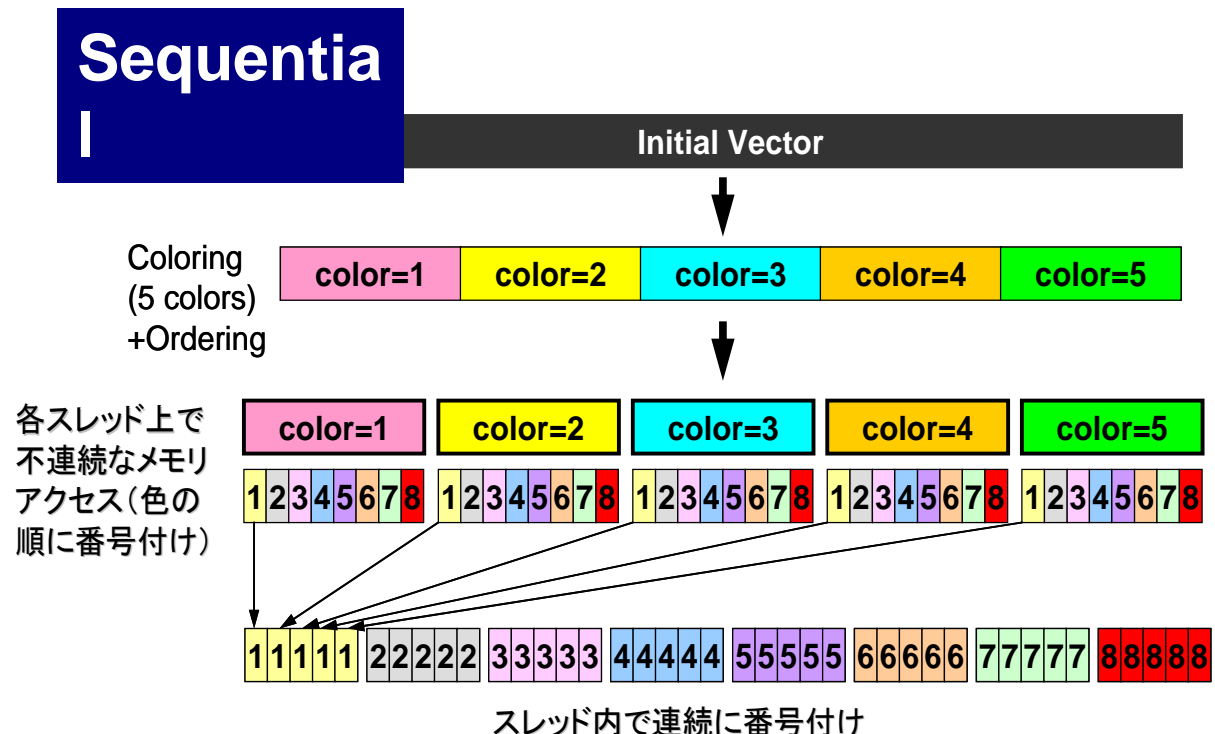 Sequentia
l
Initial Vector
Coloring
(5 colors)
+Ordering
color=1 color=2 color=3 color=4 color=5
各スレッド上で
不連続なメモリ
アクセス（色の
順に番号付け）
color=1 color=2 color=3 color=4 color=5
12345678 12345678 12345678 12345678 12345678
11111 22222 33333 44444 55555 66666 77777 88888
スレッド内で連続に番号付け